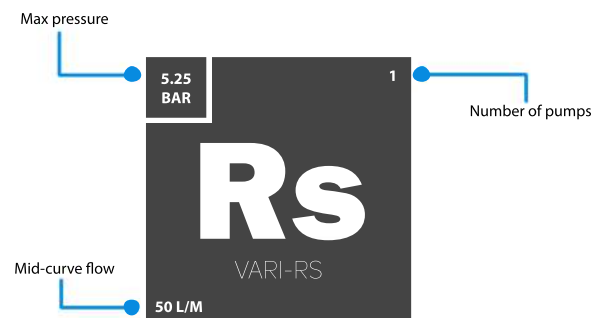 Max pressure
5.25
BAR
1
Number of pumps
Rs
VARI-RS
Mid-curve flow
50 L/M